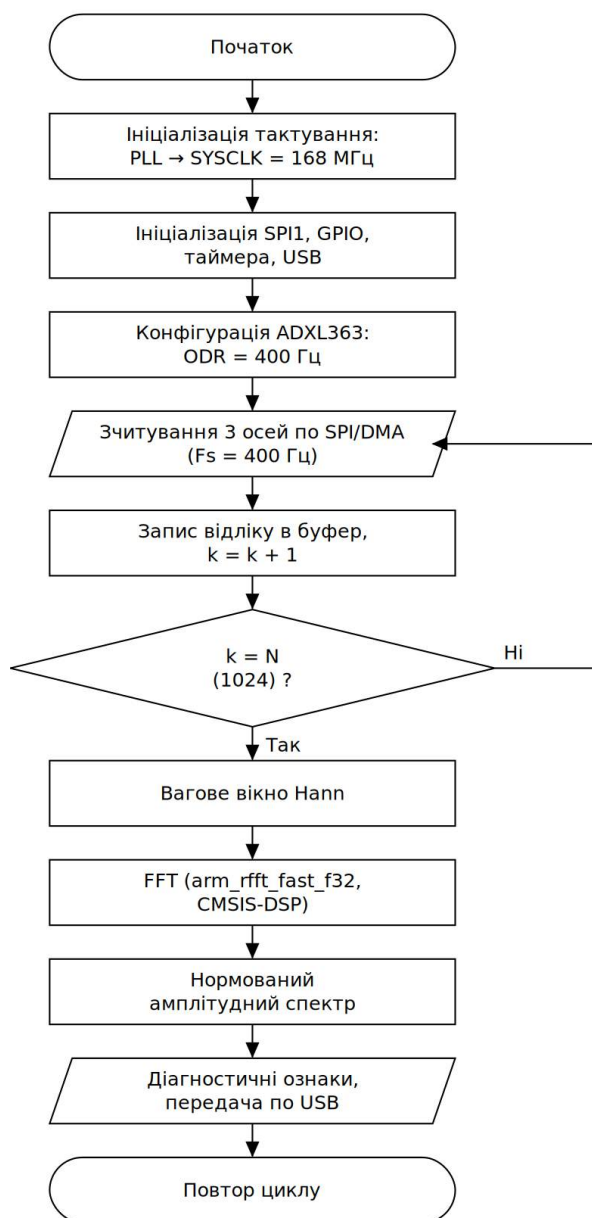 Початок
Ініціалізація тактування:
PLL → SYSCLK = 168 МГц
Ініціалізація SPI1, GPIO,
таймера, USB
Конфігурація ADXL363:
ODR = 400 Гц
Зчитування 3 осей по SPI/DMA
(Fs = 400 Гц)
Запис відліку в буфер,
k = k + 1
k = N
(1024) ?
Ні
Так
Вагове вікно Hann
FFT (arm_rfft_fast_f32,
CMSIS-DSP)
Нормований
амплітудний спектр
Діагностичні ознаки,
передача по USB
Повтор циклу